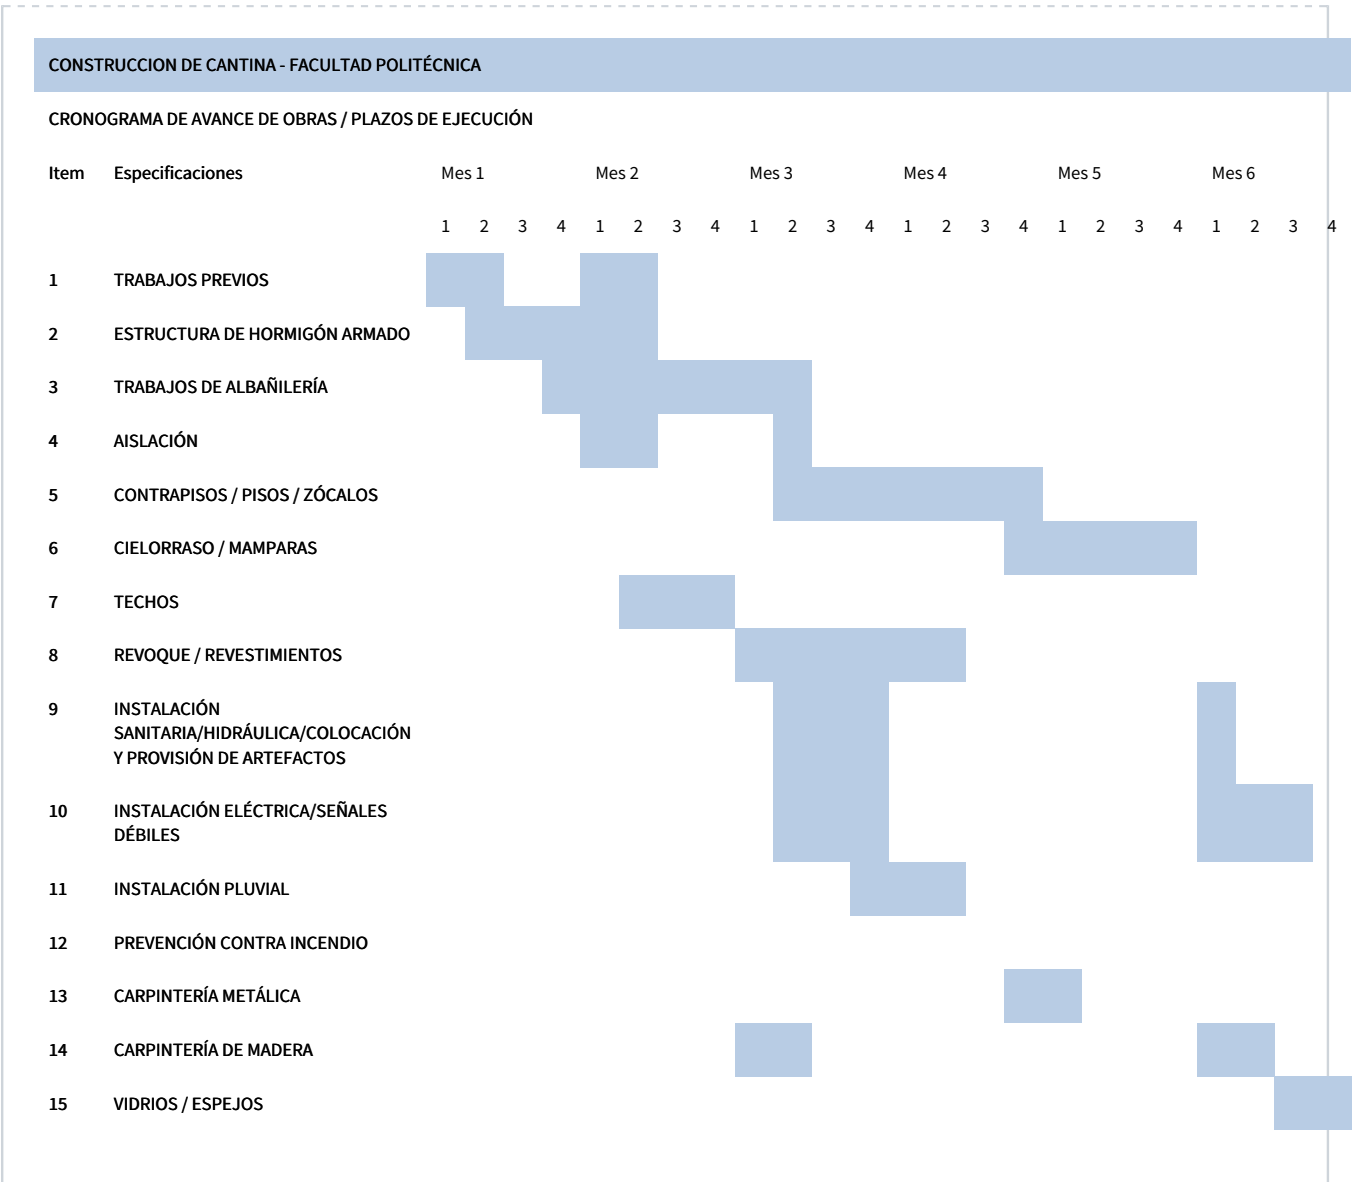 CONSTRUCCION DE CANTINA - FACULTAD POLITÉCNICA
CRONOGRAMA DE AVANCE DE OBRAS / PLAZOS DE EJECUCIÓN
Item Especificaciones Mes 1 Mes 2 Mes 3 Mes 4 Mes 5 Mes 6
1 2 3 4 1 2 3 4 1 2 3 4 1 2 3 4 1 2 3 4 1 2 3 4
1 TRABAJOS PREVIOS
2 ESTRUCTURA DE HORMIGÓN ARMADO
3 TRABAJOS DE ALBAÑILERÍA
4 AISLACIÓN
5 CONTRAPISOS / PISOS / ZÓCALOS
6 CIELORRASO / MAMPARAS
7 TECHOS
8 REVOQUE / REVESTIMIENTOS
9 INSTALACIÓN
SANITARIA/HIDRÁULICA/COLOCACIÓN
Y PROVISIÓN DE ARTEFACTOS
10 INSTALACIÓN ELÉCTRICA/SEÑALES
DÉBILES
11 INSTALACIÓN PLUVIAL
12 PREVENCIÓN CONTRA INCENDIO
13 CARPINTERÍA METÁLICA
14 CARPINTERÍA DE MADERA
15 VIDRIOS / ESPEJOS